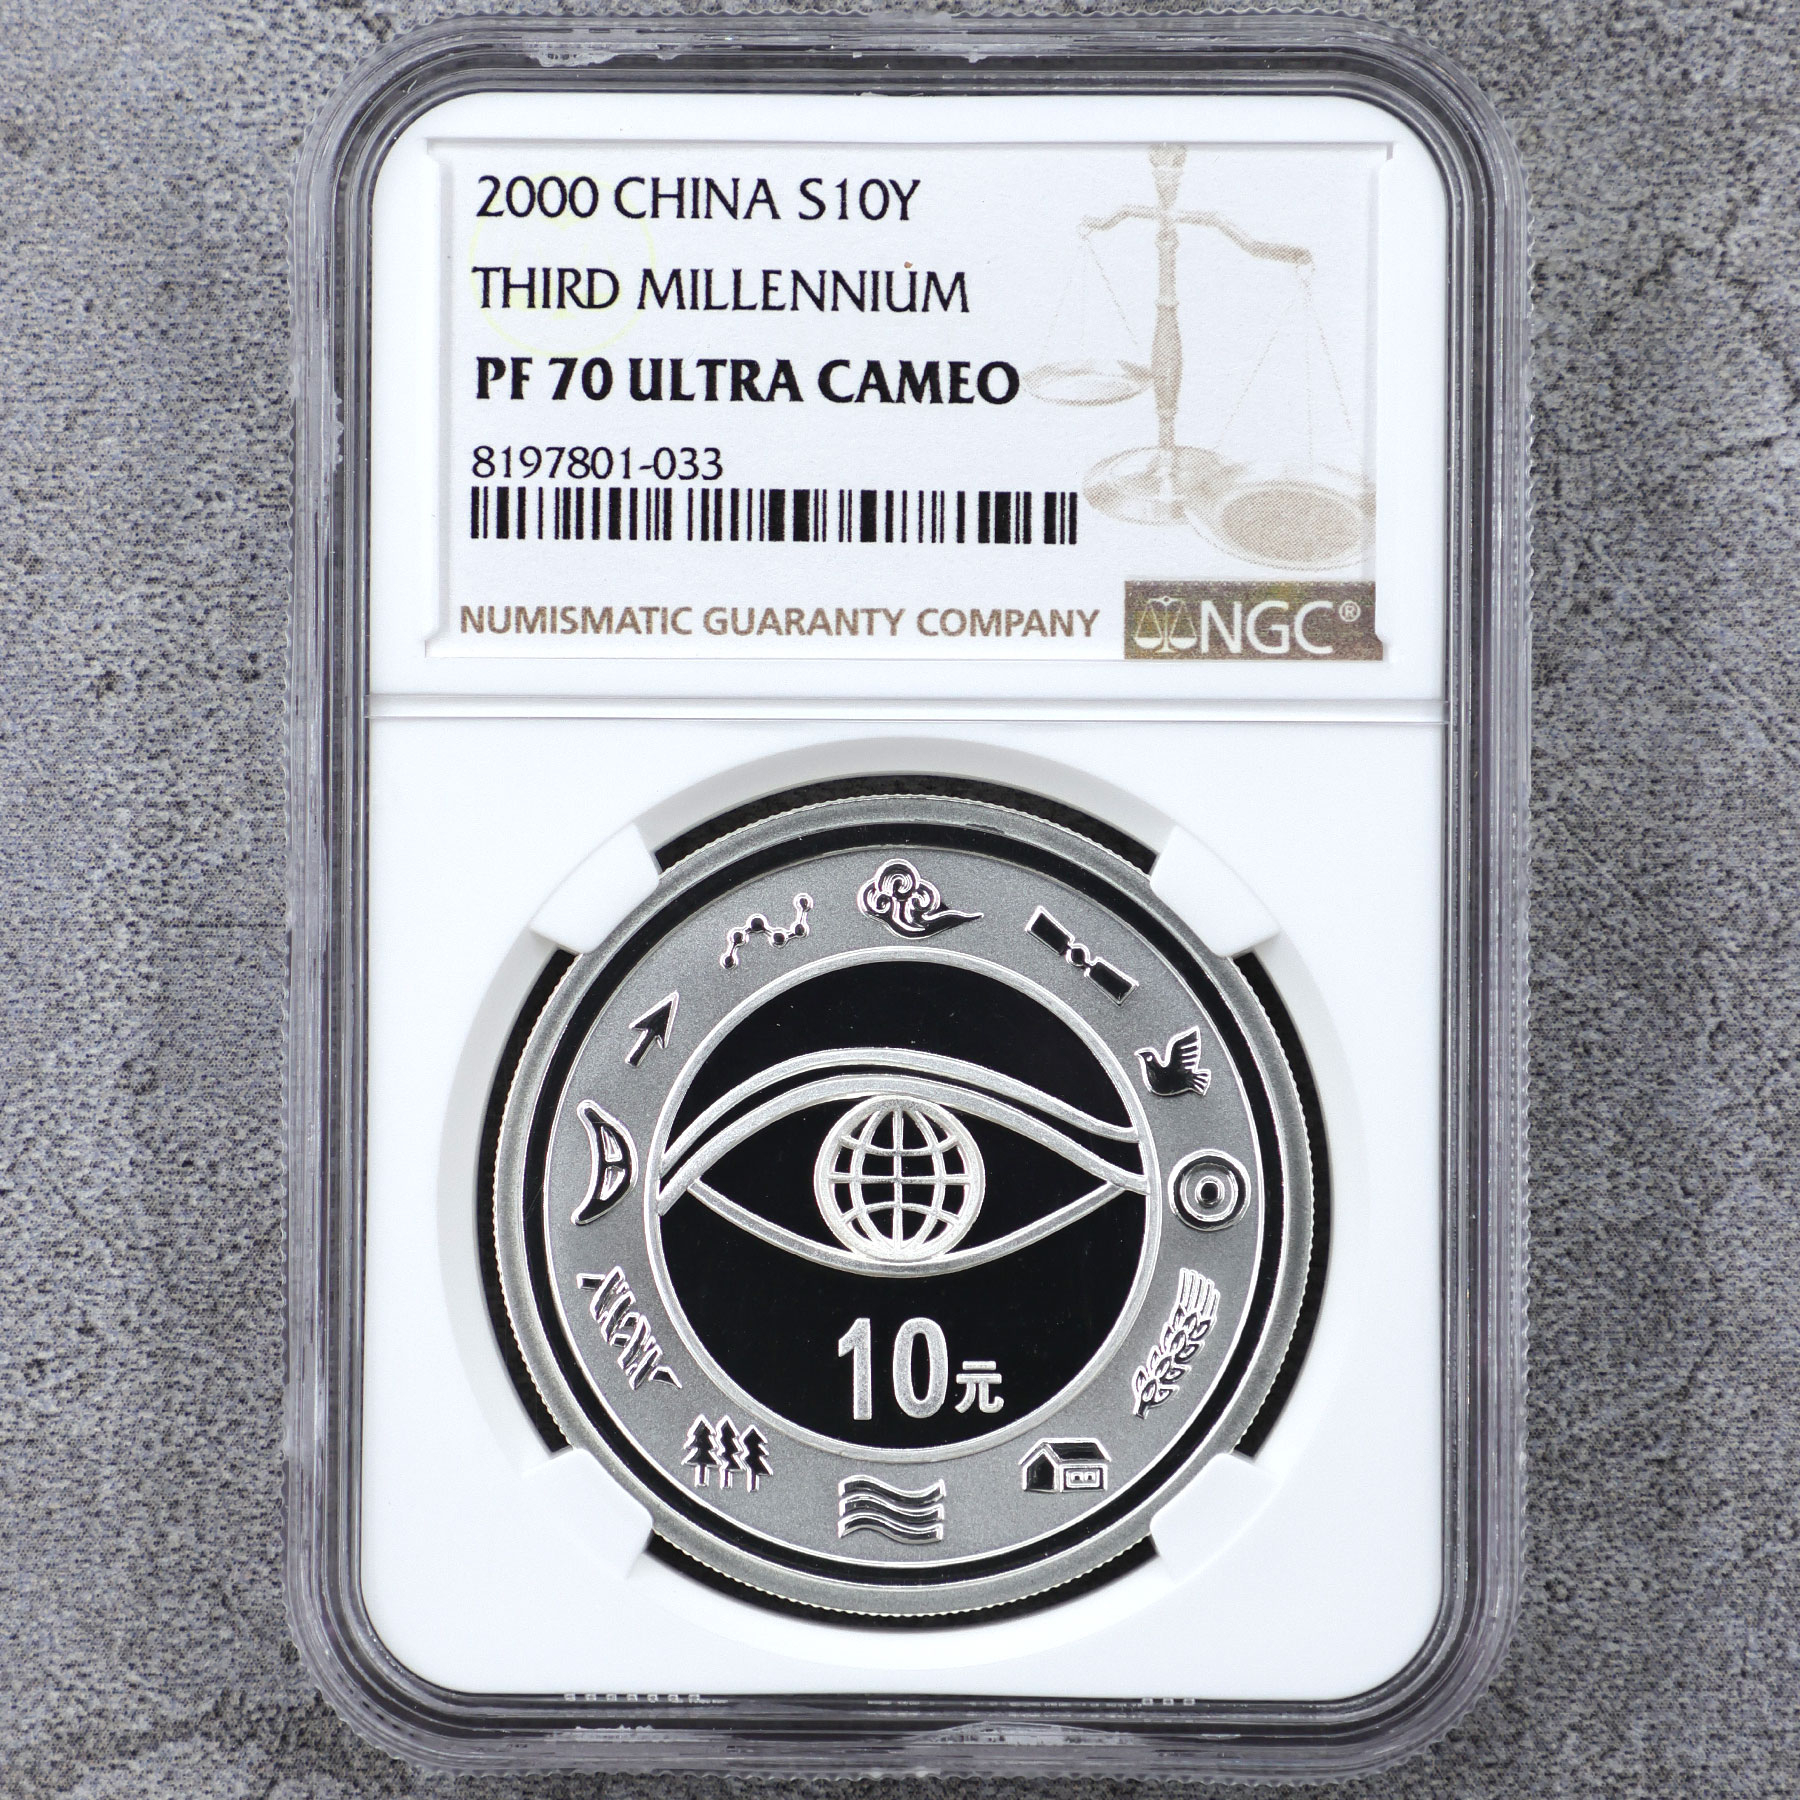 2000 CHINA S10Y
THIRD MILLENNIUM
PF 70 ULTRA CAMEO
8197801-033
NUMISMATIC GUARANTY COMPANY
NGC®
10元